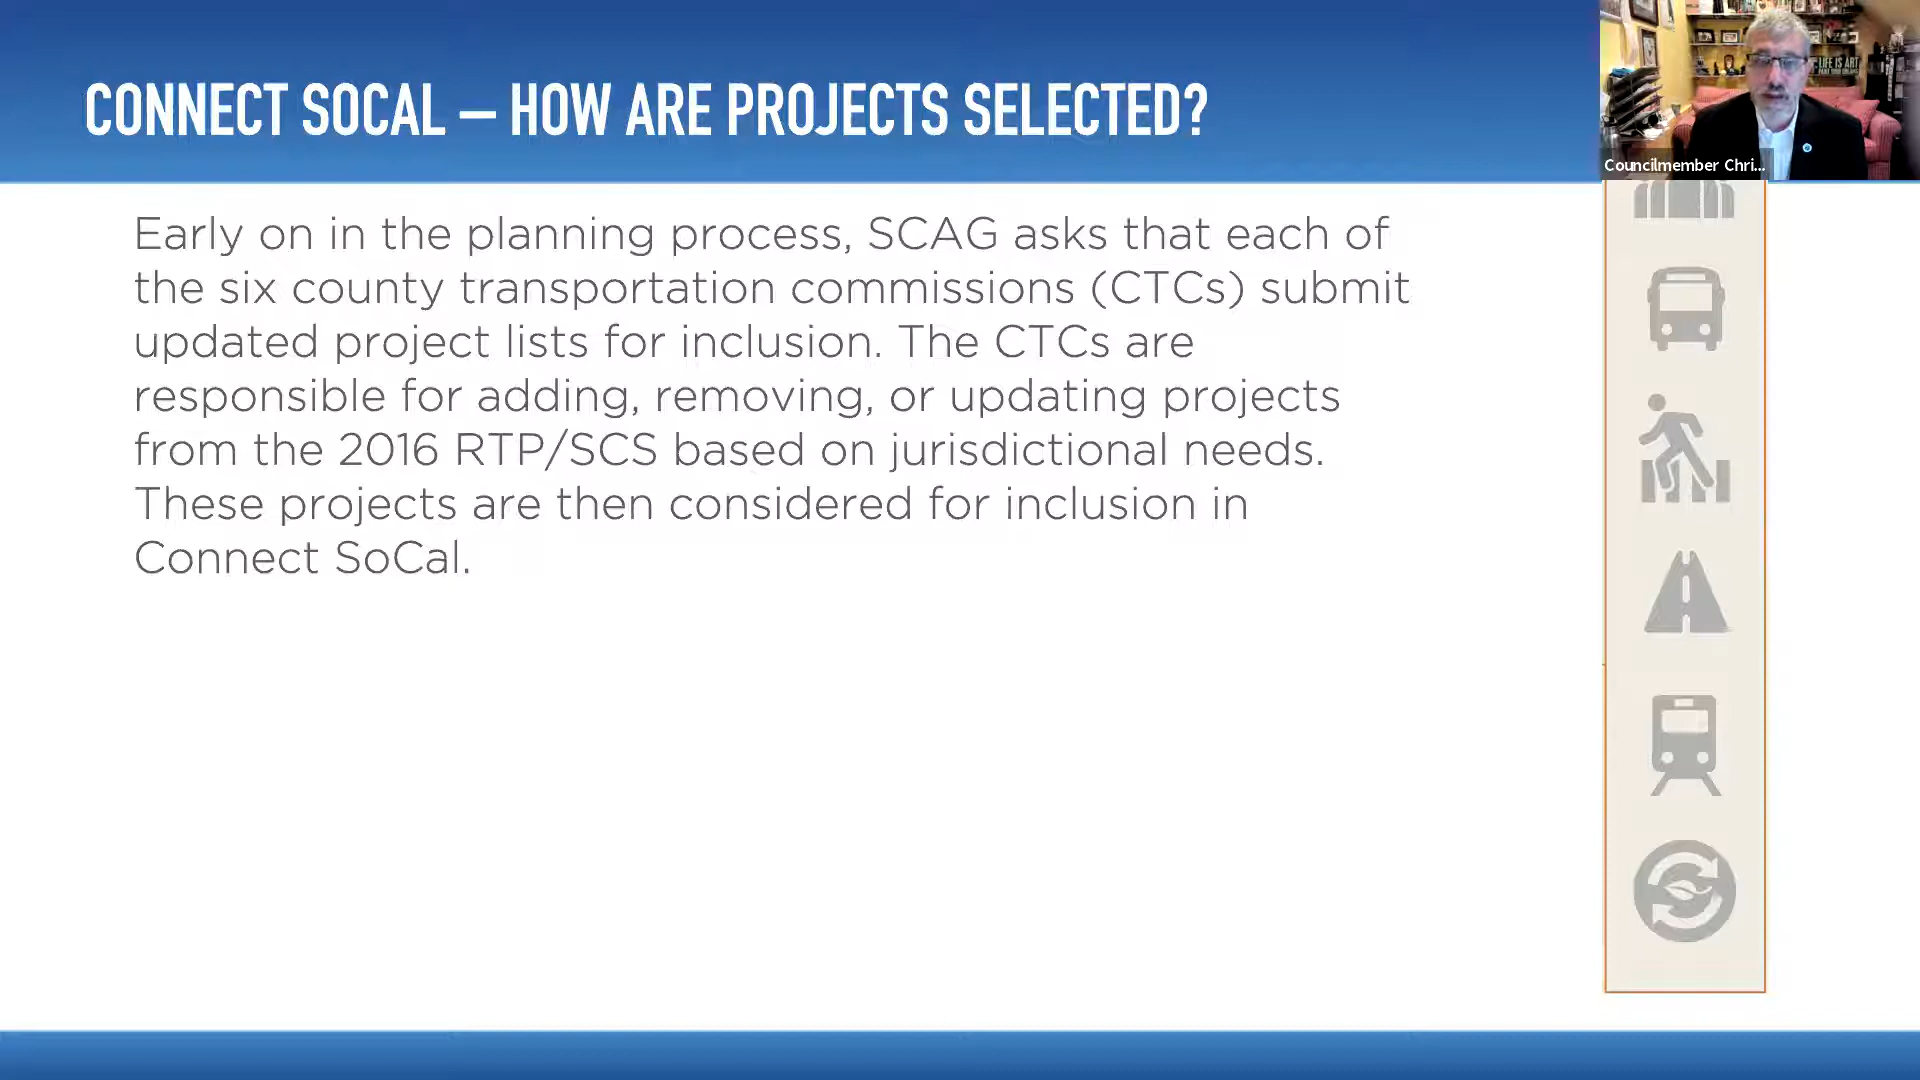 CONNECT SOCAL – HOW ARE PROJECTS SELECTED?
LIFE IS ART
Councilmember Chri...
Early on in the planning process, SCAG asks that each of
the six county transportation commissions (CTCs) submit
updated project lists for inclusion. The CTCs are
responsible for adding, removing, or updating projects
from the 2016 RTP/SCS based on jurisdictional needs.
These projects are then considered for inclusion in
Connect SoCal.